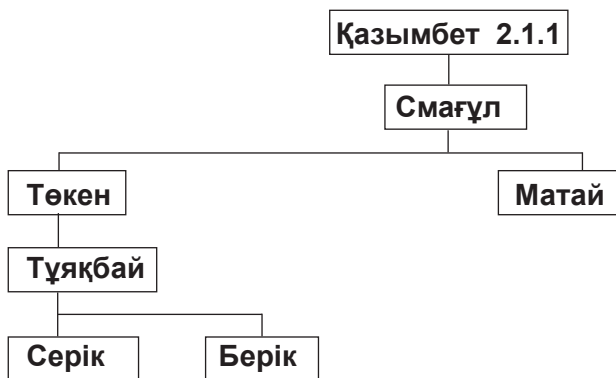 Қазымбет 2.1.1
Смағұл
Төкен Матай
Тұяқбай
Серік Берік